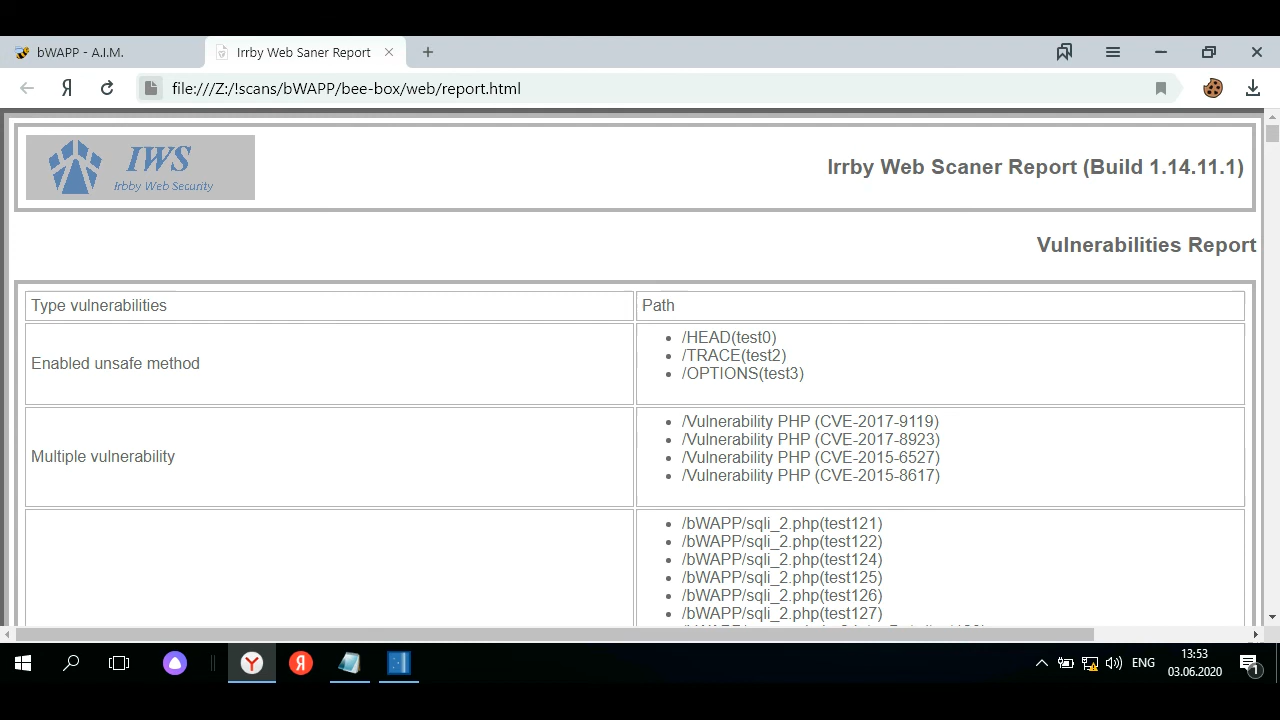 bWAPP - A.I.M.
Irrby Web Saner Report
Я
file:///Z:/!scans/bWAPP/bee-box/web/report.html
IWS
Irbby Web Security
Irrby Web Scaner Report (Build 1.14.11.1)
Vulnerabilities Report
Type vulnerabilities
Path
Enabled unsafe method
/HEAD(test0)
/TRACE(test2)
/OPTIONS(test3)
Multiple vulnerability
/Vulnerability PHP (CVE-2017-9119)
/Vulnerability PHP (CVE-2017-8923)
/Vulnerability PHP (CVE-2015-6527)
/Vulnerability PHP (CVE-2015-8617)
/bWAPP/sqli_2.php(test121)
/bWAPP/sqli_2.php(test122)
/bWAPP/sqli_2.php(test124)
/bWAPP/sqli_2.php(test125)
/bWAPP/sqli_2.php(test126)
/bWAPP/sqli_2.php(test127)
Y
Я
ENG
13:53
03.06.2020
1